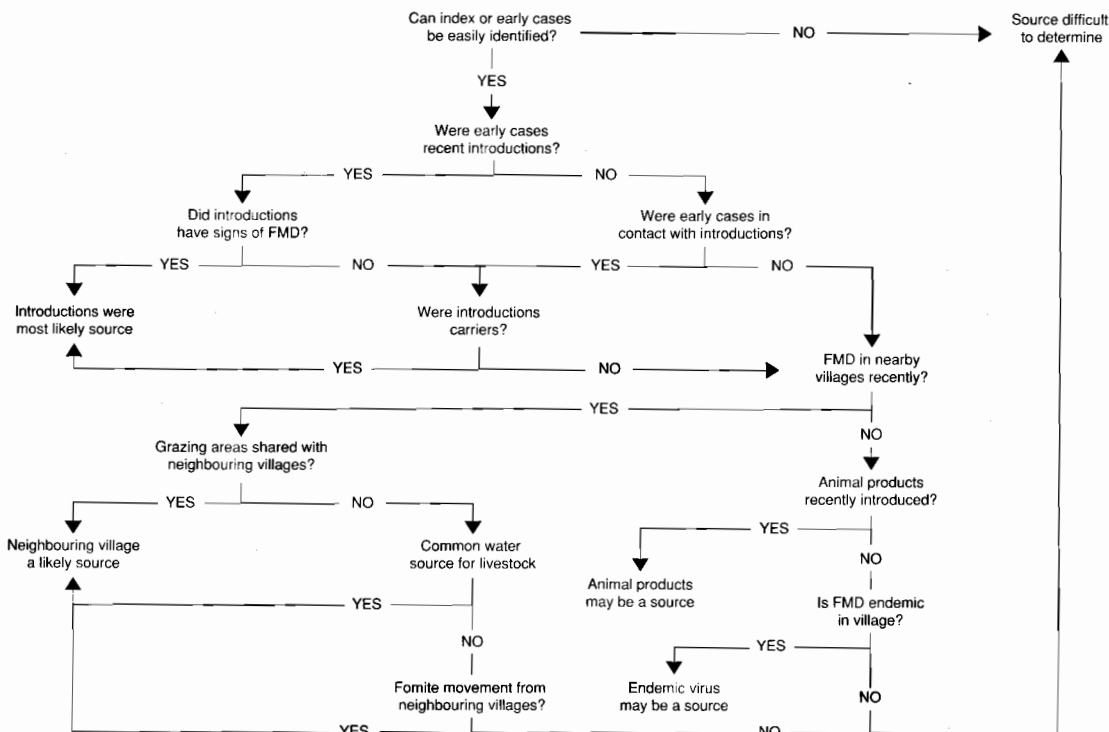 Can index or early cases
be easily identified?
NO
Source difficult
to determine
YES
Were early cases
recent introductions?
YES
NO
Did introductions
have signs of FMD?
Were early cases in
contact with introductions?
YES
NO
YES
NO
Introductions were
most likely source
Were introductions
carriers?
FMD in nearby
villages recently?
YES
NO
YES
NO
Grazing areas shared with
neighbouring villages?
Animal products
recently introduced?
YES
NO
YES
NO
Neighbouring village
a likely source
Common water
source for livestock
Animal products
may be a source
Is FMD endemic
in village?
YES
NO
YES
NO
Fomite movement from
neighbouring villages?
Endemic virus
may be a source
YES
NO